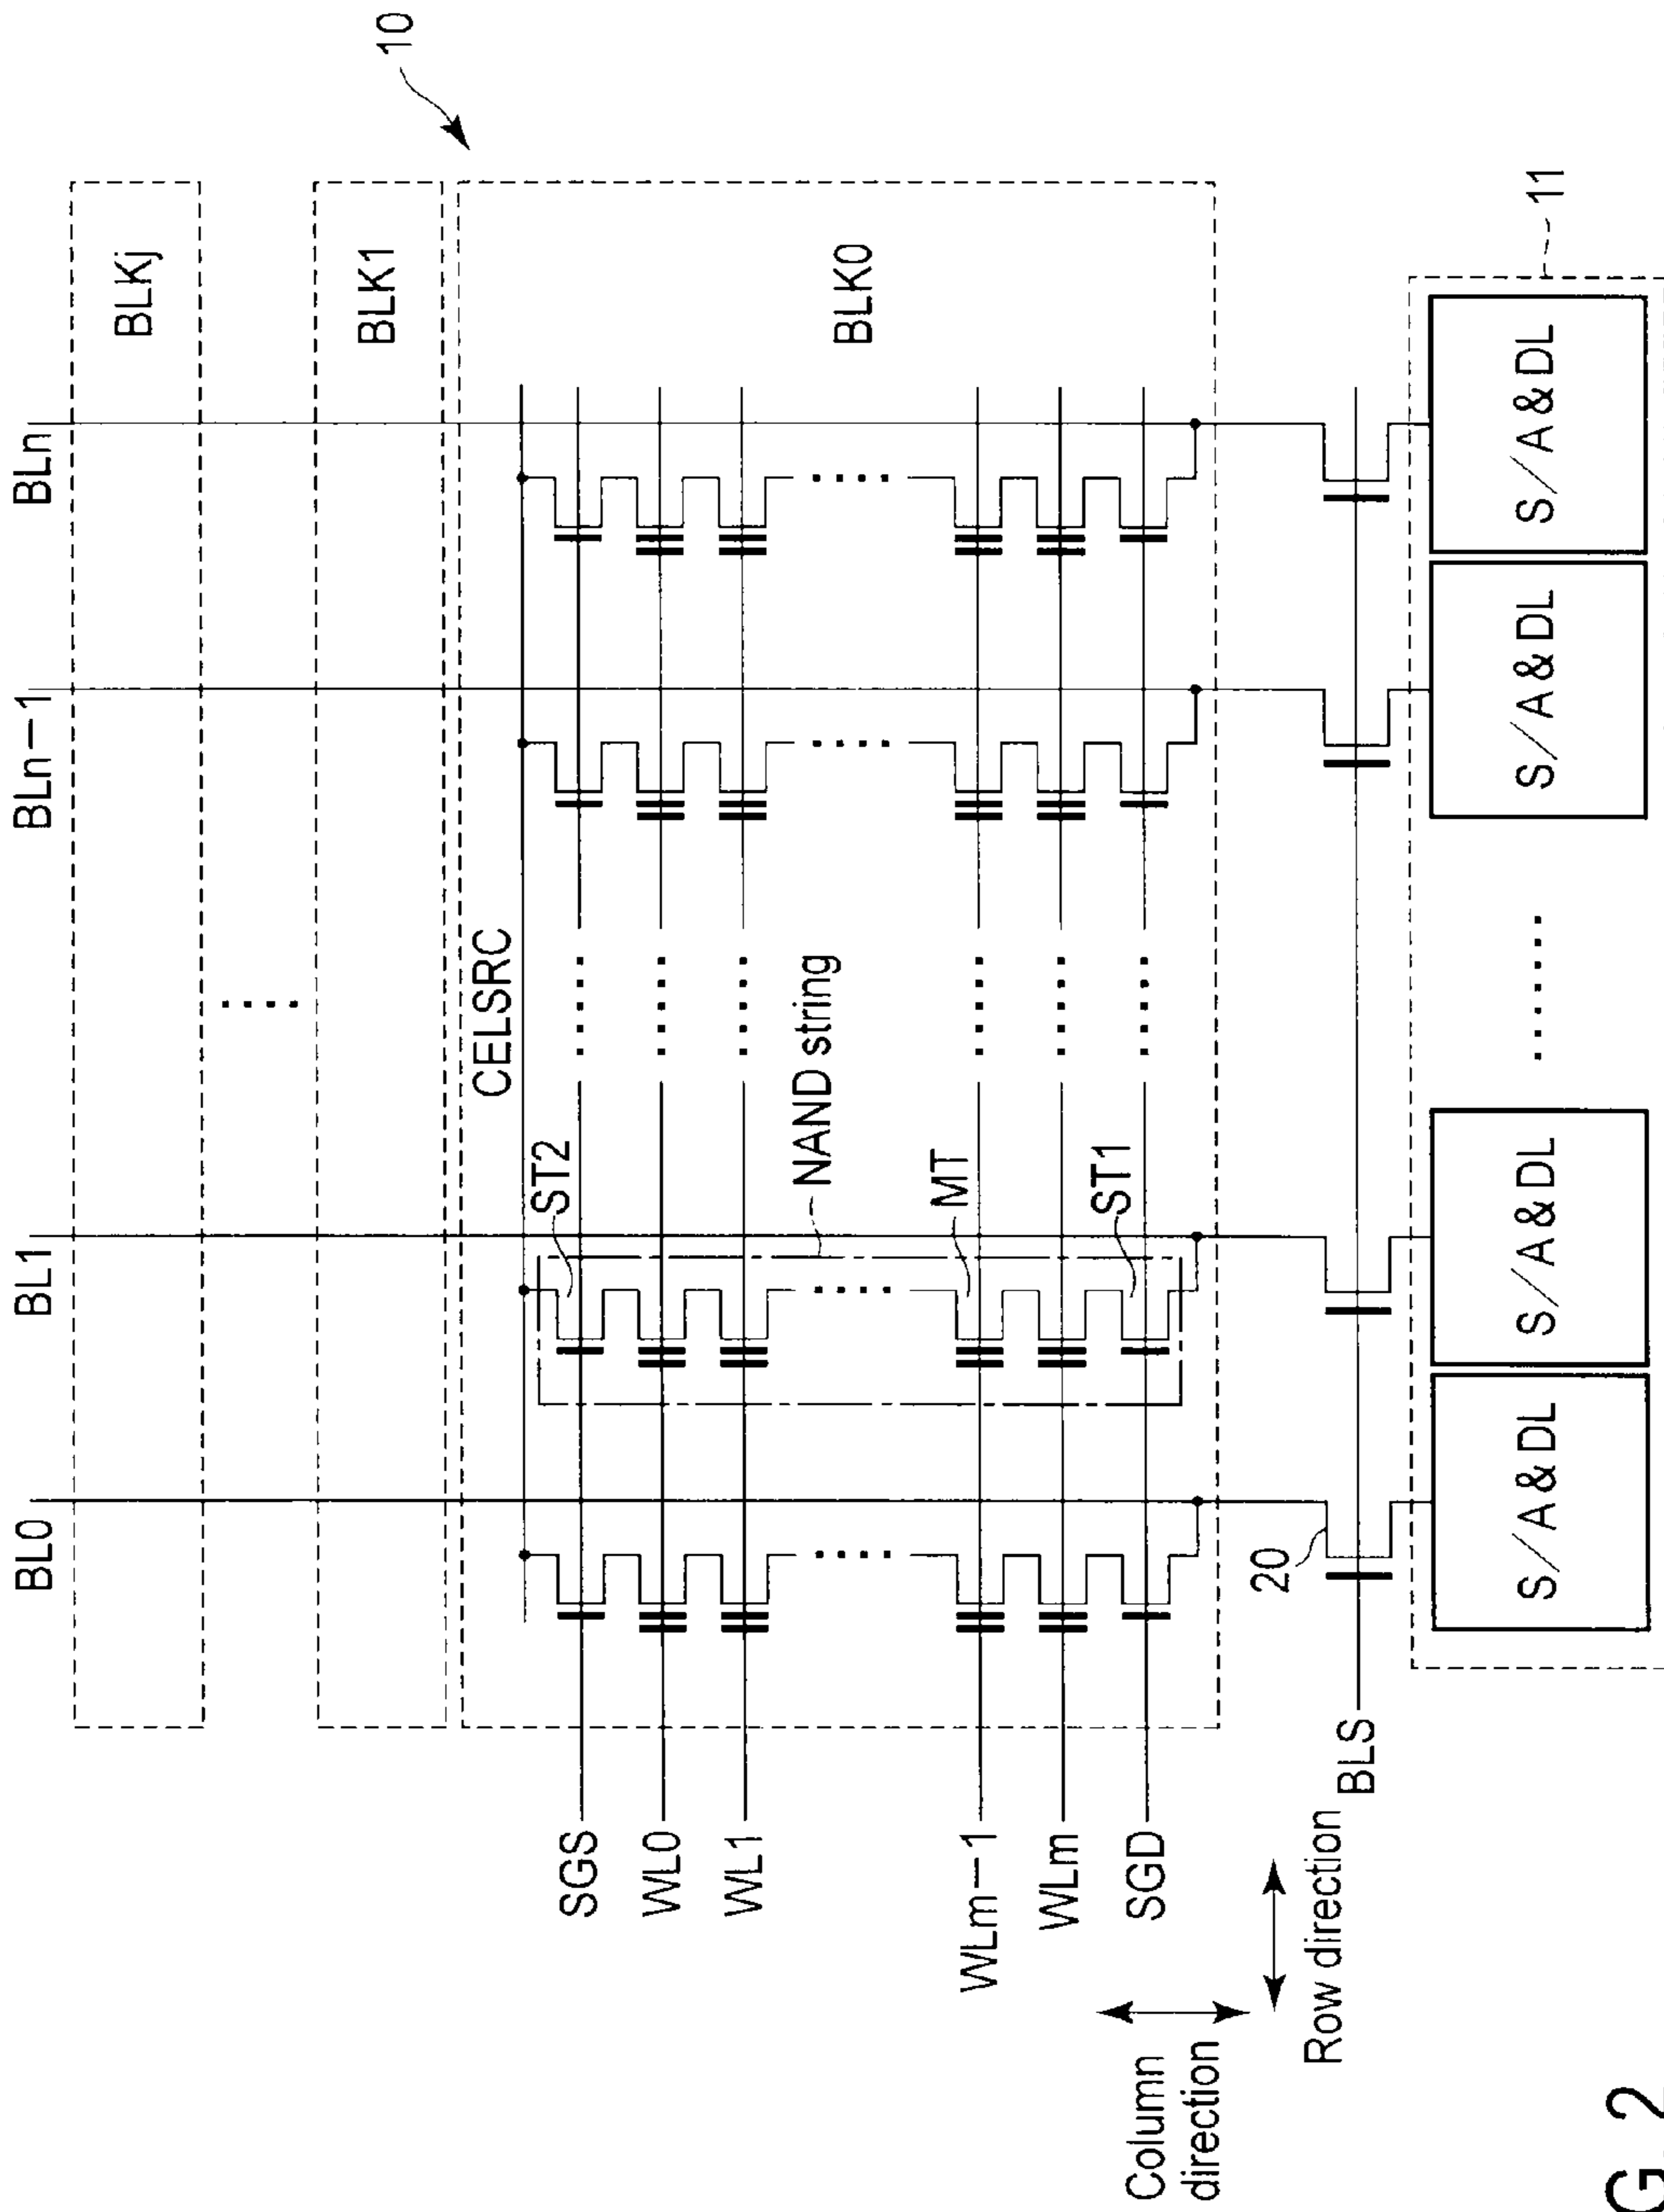 BL0
BL1
BLn−1
BLn
BLKj
BLK1
10
CELSRC
ST2
NAND string
MT
ST1
BLK0
SGS
WL0
WL1
WLm−1
WLm
SGD
20
BLS
11
S/A&DL
S/A&DL
S/A&DL
S/A&DL
Column
direction
Row direction
G. 2